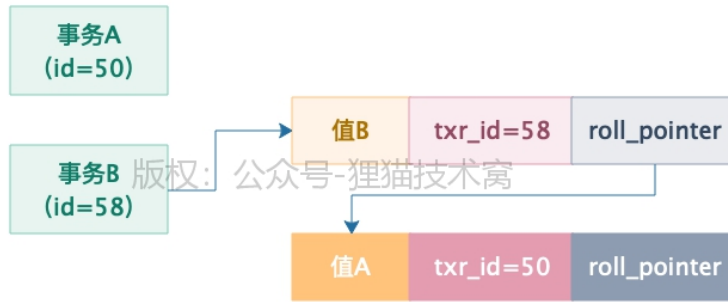 事务A
(id=50)
值B
txr_id=58
roll_pointer
事务B
(id=58)
版权：公众号-狸猫技术窝
值A
txr_id=50
roll_pointer